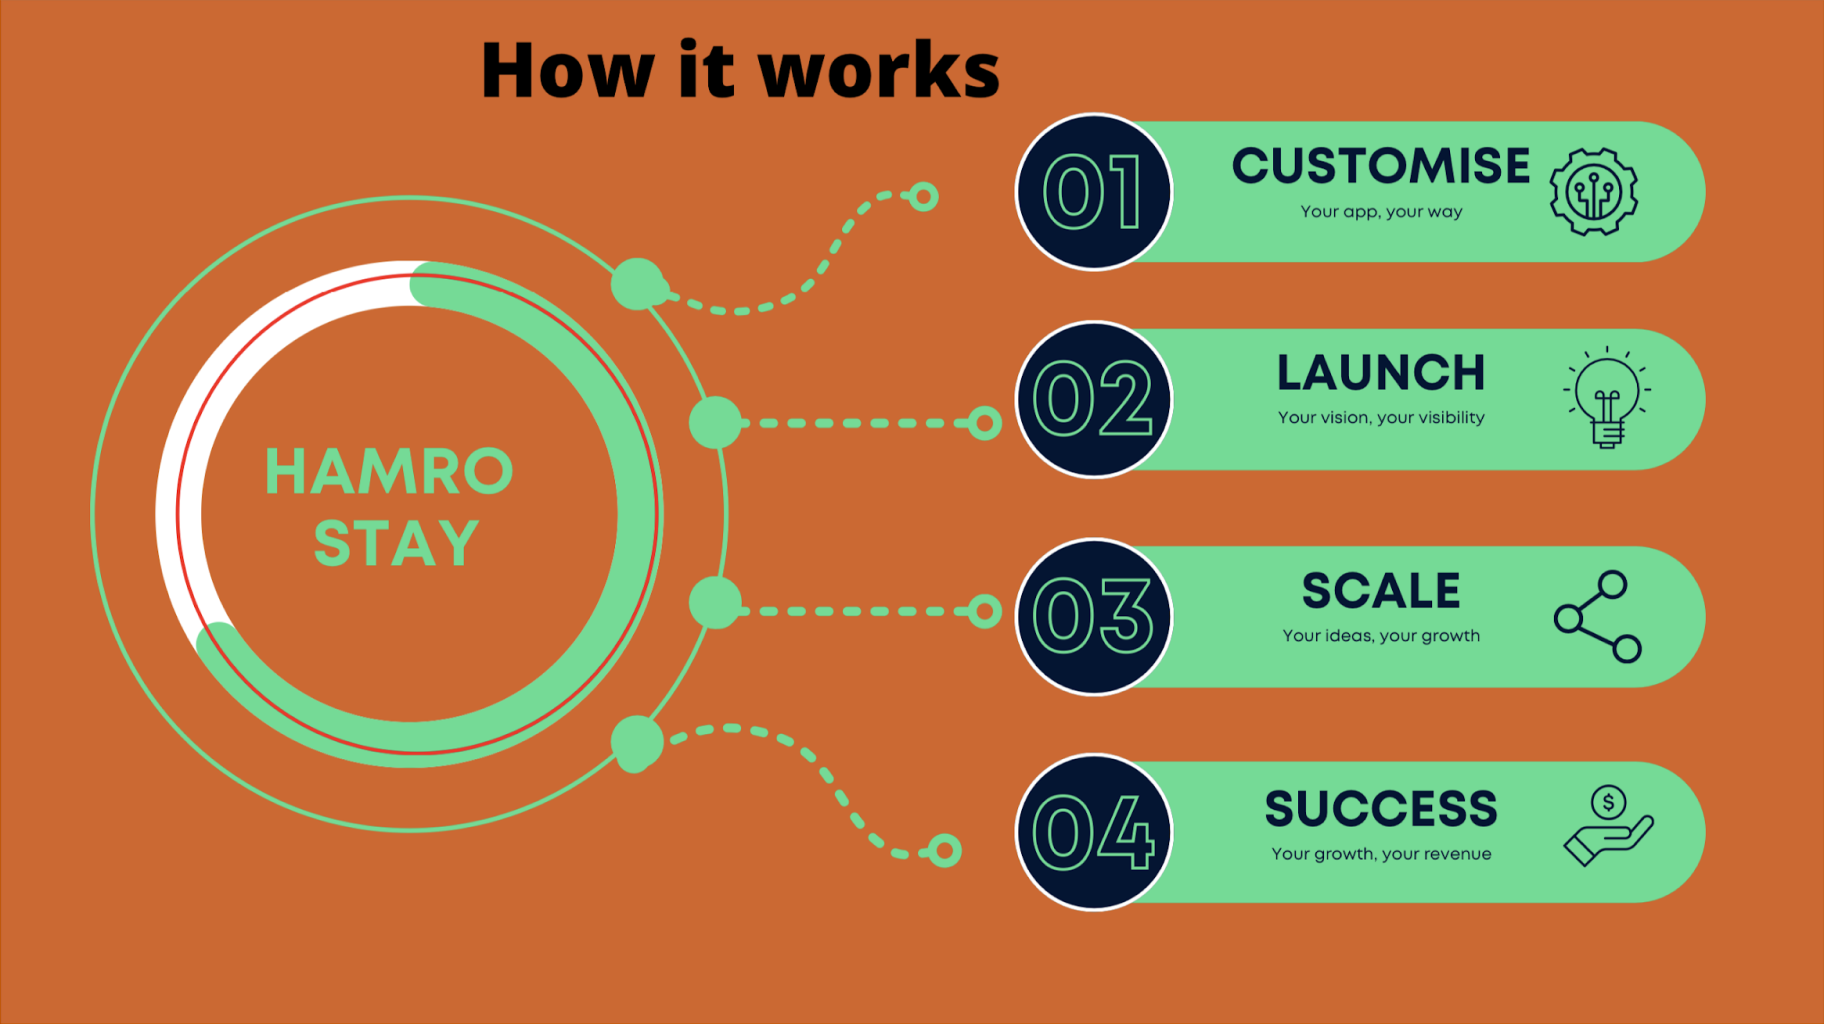 How it works
HAMRO
STAY
01
CUSTOMISE
Your app, your way
02
LAUNCH
Your vision, your visibility
03
SCALE
Your ideas, your growth
04
SUCCESS
Your growth, your revenue
$